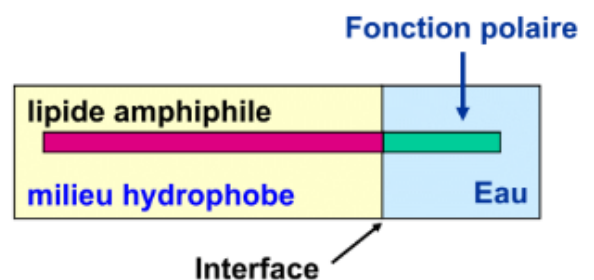 Fonction polaire
lipide amphiphile
milieu hydrophobe
Eau
Interface